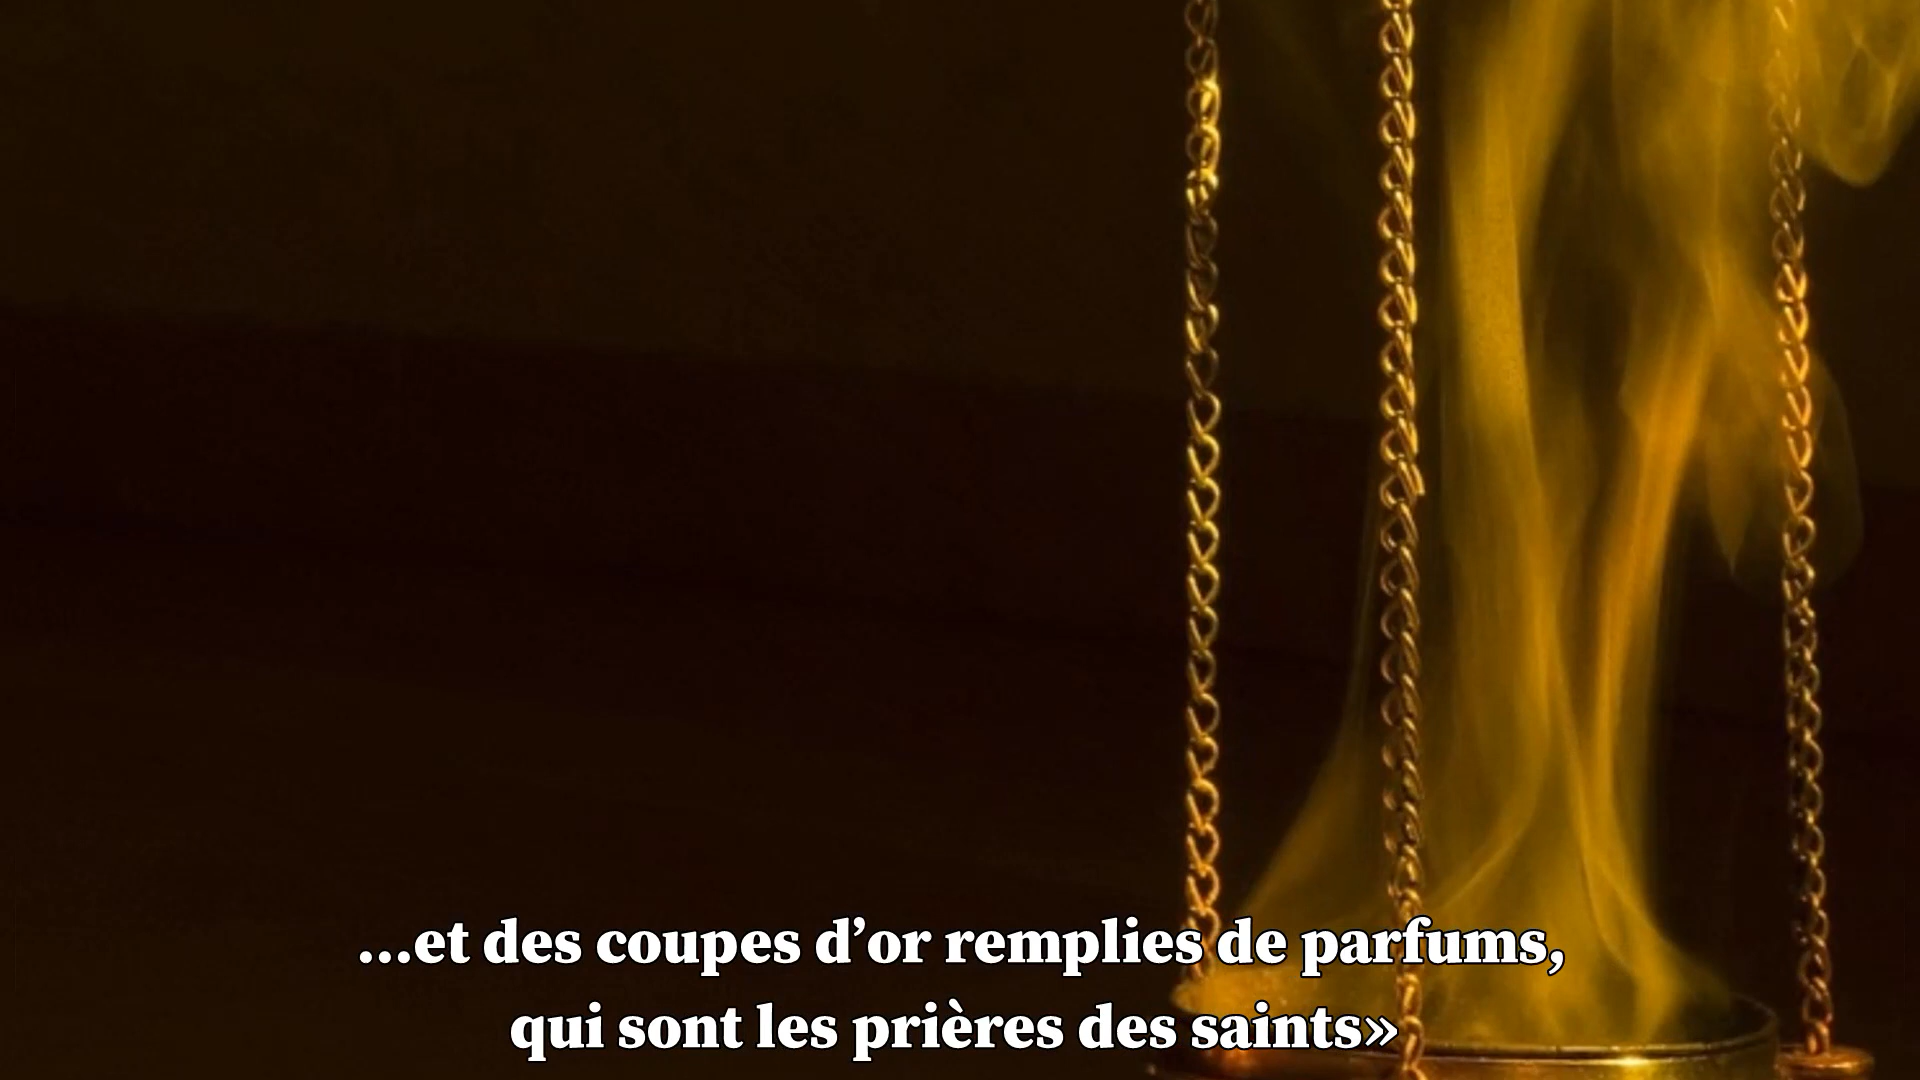 …et des coupes d’or remplies de parfums,
qui sont les prières des saints»